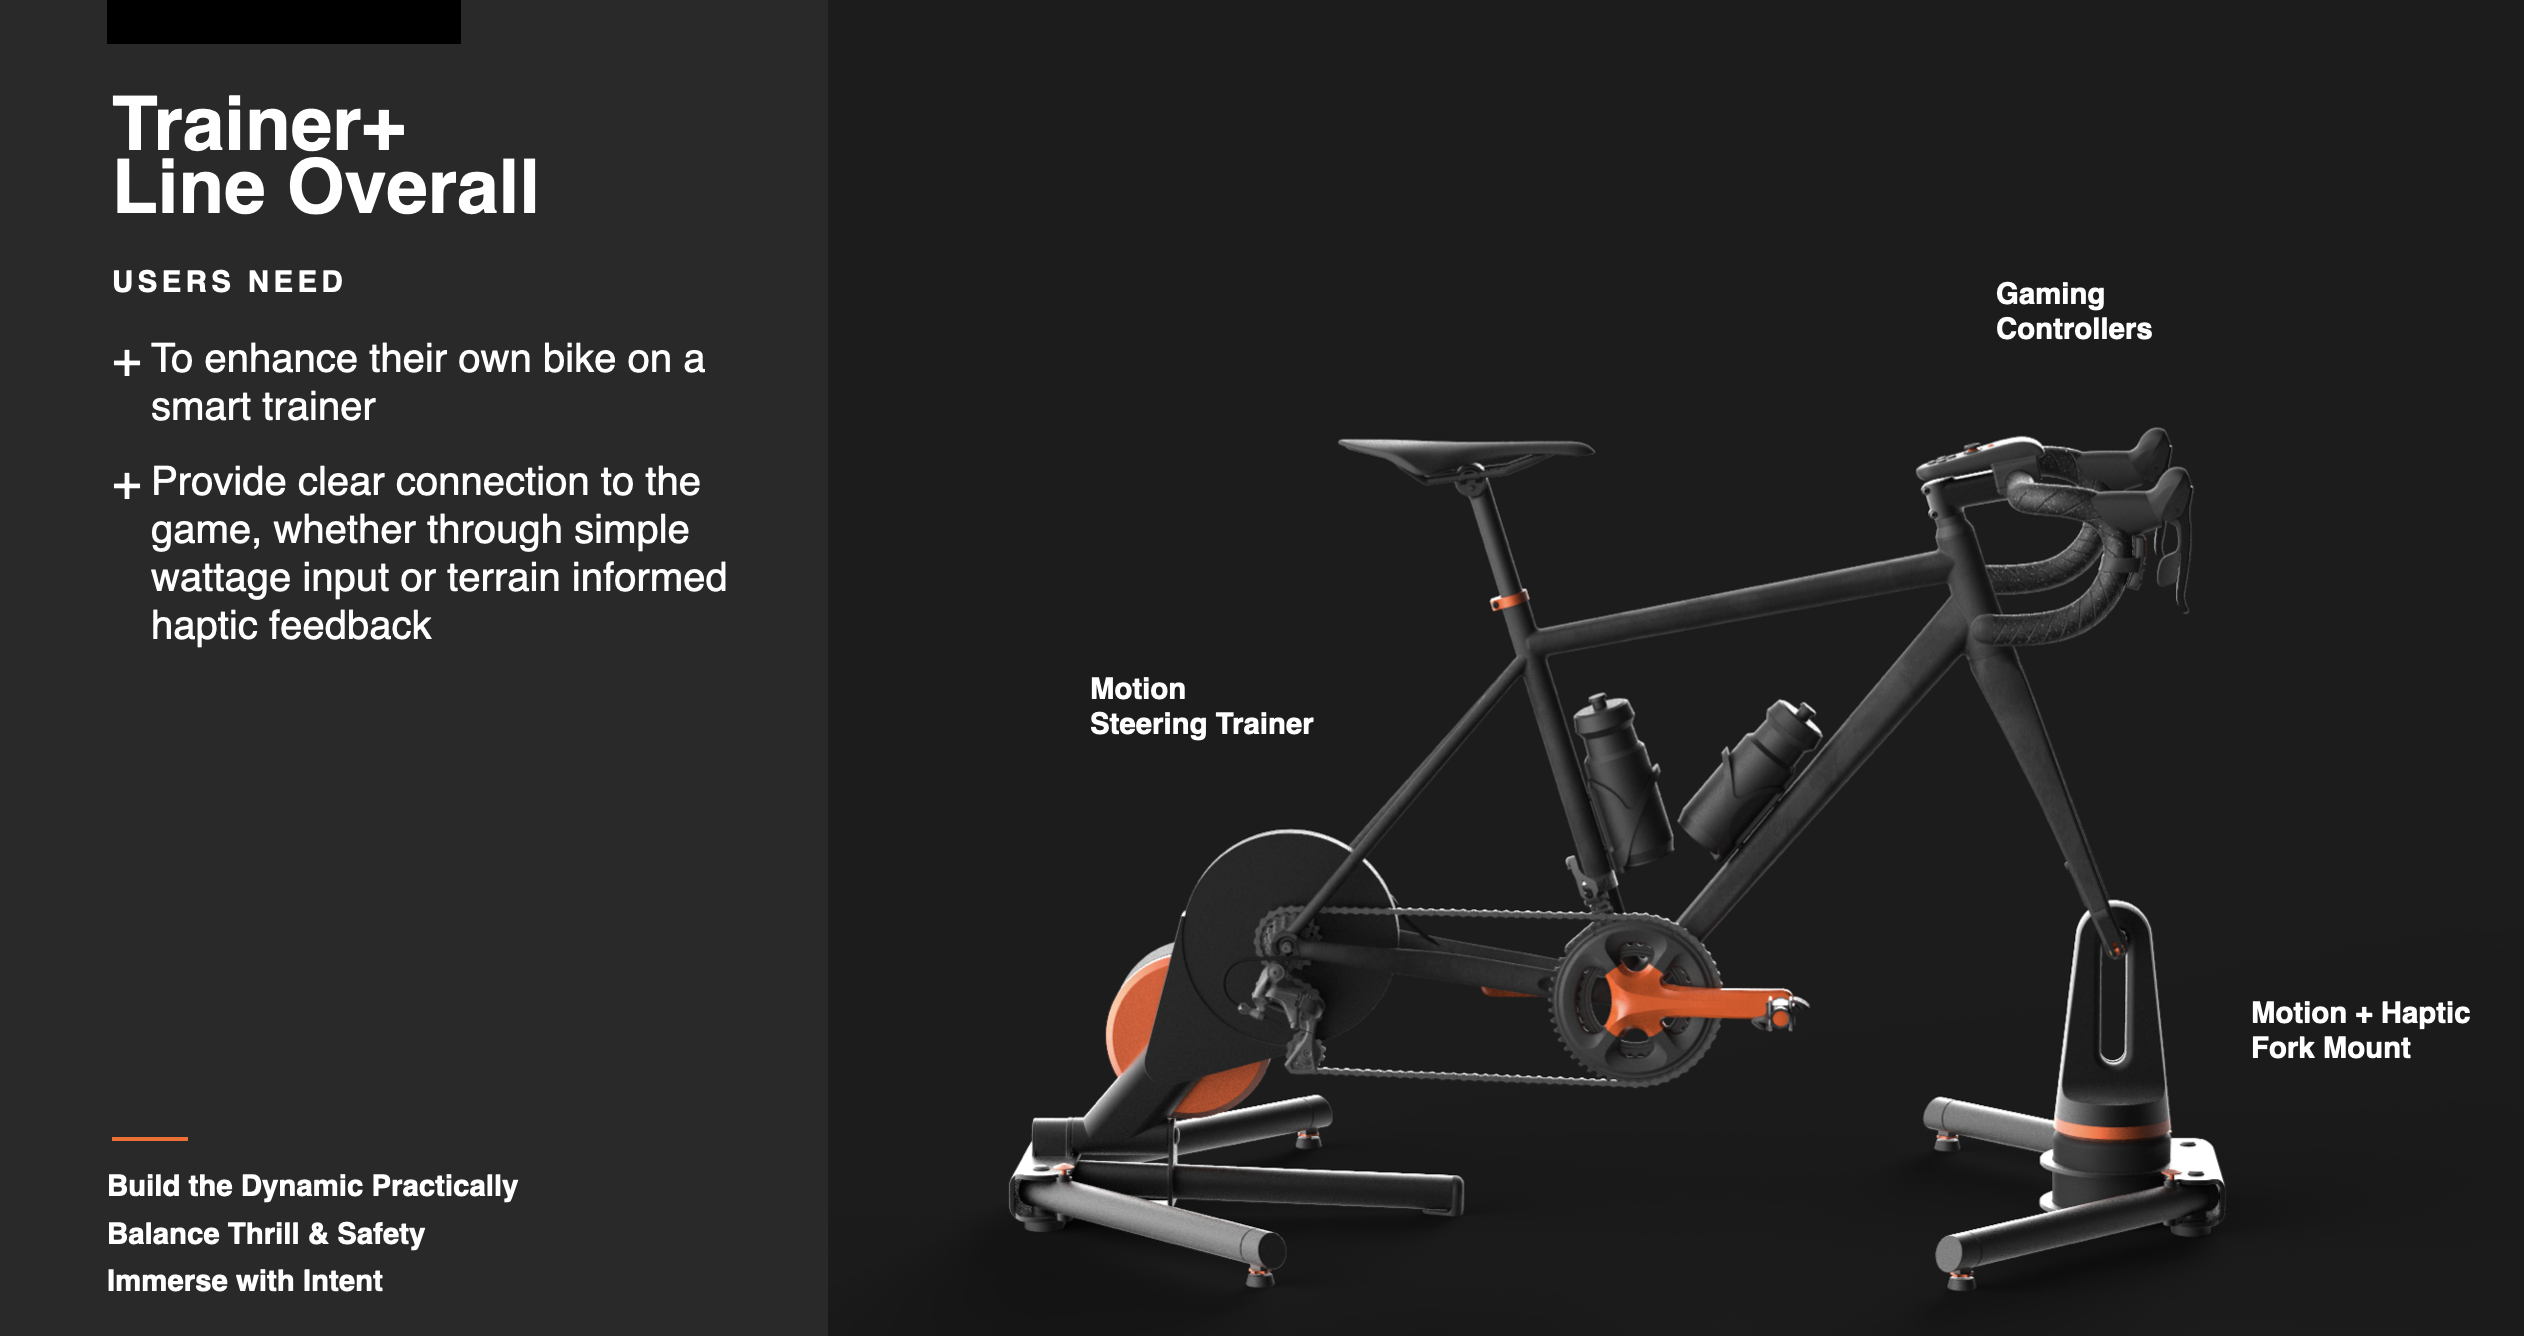 Trainer+
Line Overall
USERS NEED
+ To enhance their own bike on a
smart trainer
+ Provide clear connection to the
game, whether through simple
wattage input or terrain informed
haptic feedback
Build the Dynamic Practically
Balance Thrill & Safety
Immerse with Intent
Gaming
Controllers
Motion
Steering Trainer
Motion + Haptic
Fork Mount